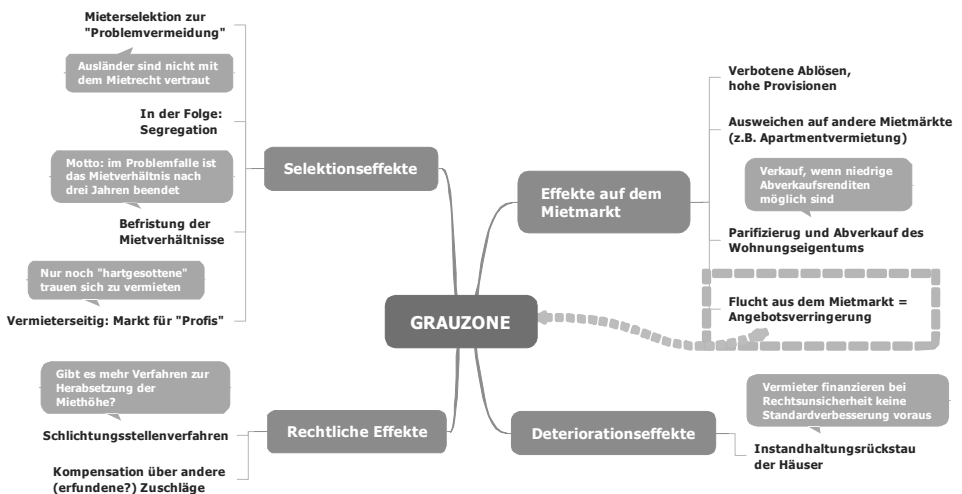 Mieterselektion zur
"Problemvermeidung"
Ausländer sind nicht mit
dem Mietrecht vertraut
In der Folge:
Segregation
Motto: im Problemfalle ist
das Mietverhältnis nach
drei Jahren beendet
Befristung der
Mietverhältnisse
Nur noch "hartgesottene"
trauen sich zu vermieten
Vermieterseitig: Markt für "Profis"
Selektionseffekte
Gibt es mehr Verfahren zur
Herabsetzung der
Miethöhe?
Schlichtungsstellenverfahren
Kompensation über andere
(erfundene?) Zuschläge
Rechtliche Effekte
GRAUZONE
Effekte auf dem
Mietmarkt
Verbotene Ablösen,
hohe Provisionen
Ausweichen auf andere Mietmärkte
(z.B. Apartmentvermietung)
Verkauf, wenn niedrige
Abverkaufsrenditen
möglich sind
Parifizierug und Abverkauf des
Wohnungseigentums
Flucht aus dem Mietmarkt =
Angebotsverringerung
Deteriorationseffekte
Vermieter finanzieren bei
Rechtsunsicherheit keine
Standardverbesserung voraus
Instandhaltungsrückstau
der Häuser